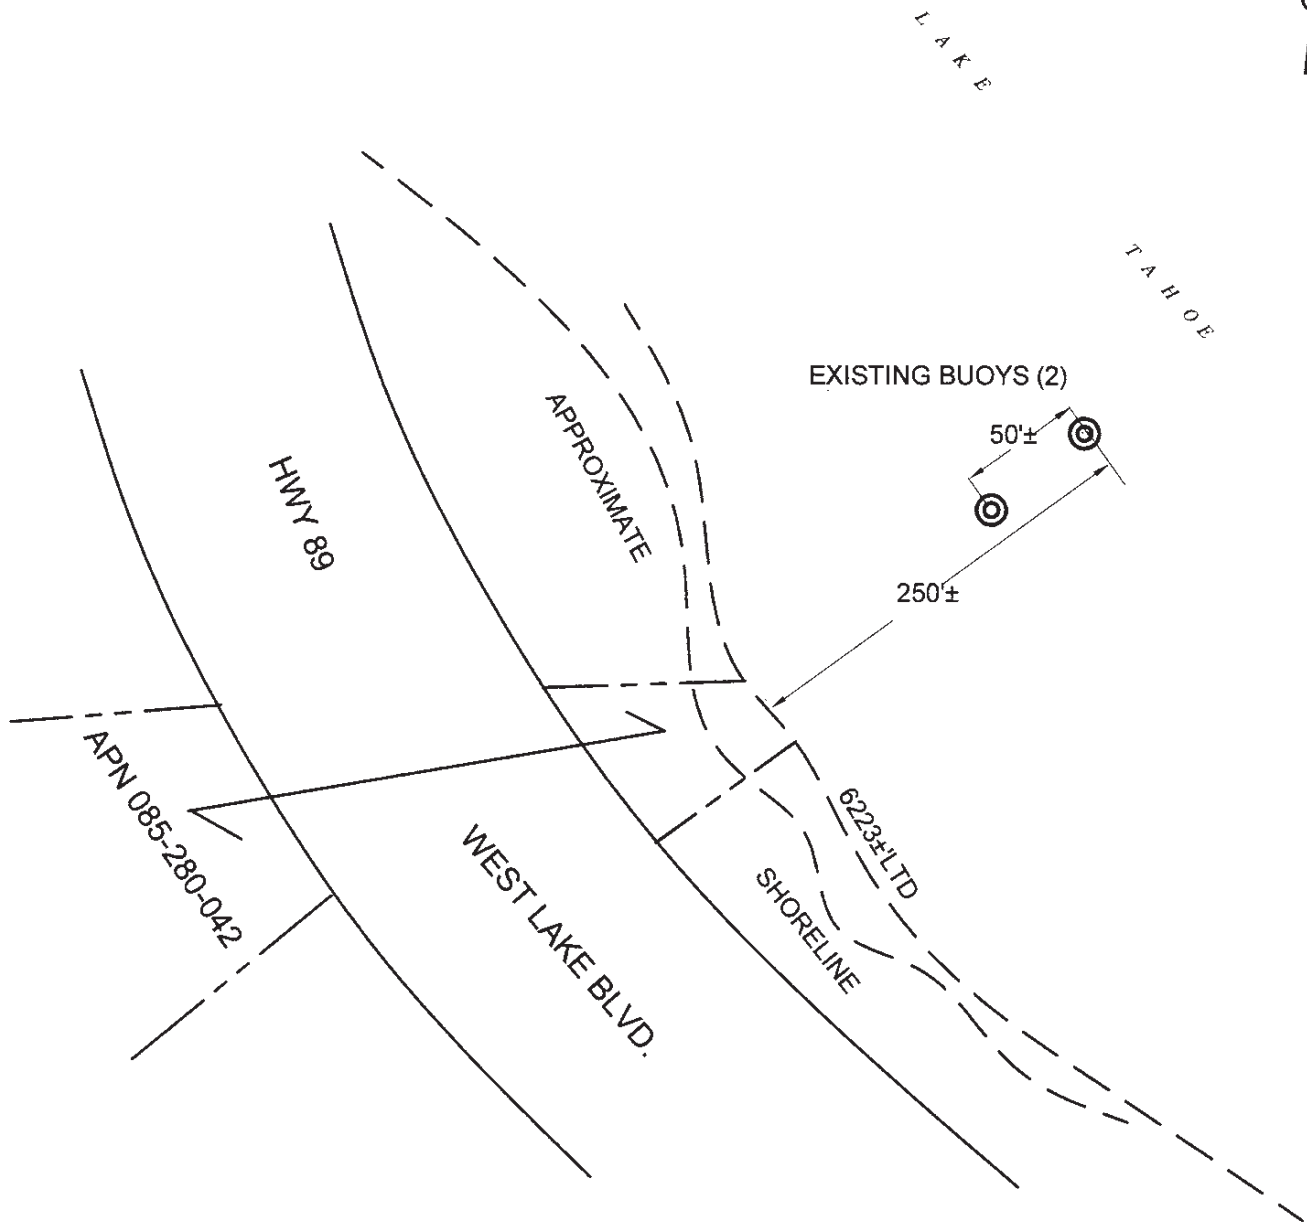 LAKE
TAHOE
EXISTING BUOYS (2)
50'±
250'±
APPROXIMATE
HWY 89
APN 085-280-042
WEST LAKE BLVD.
6223±'LTD
SHORELINE